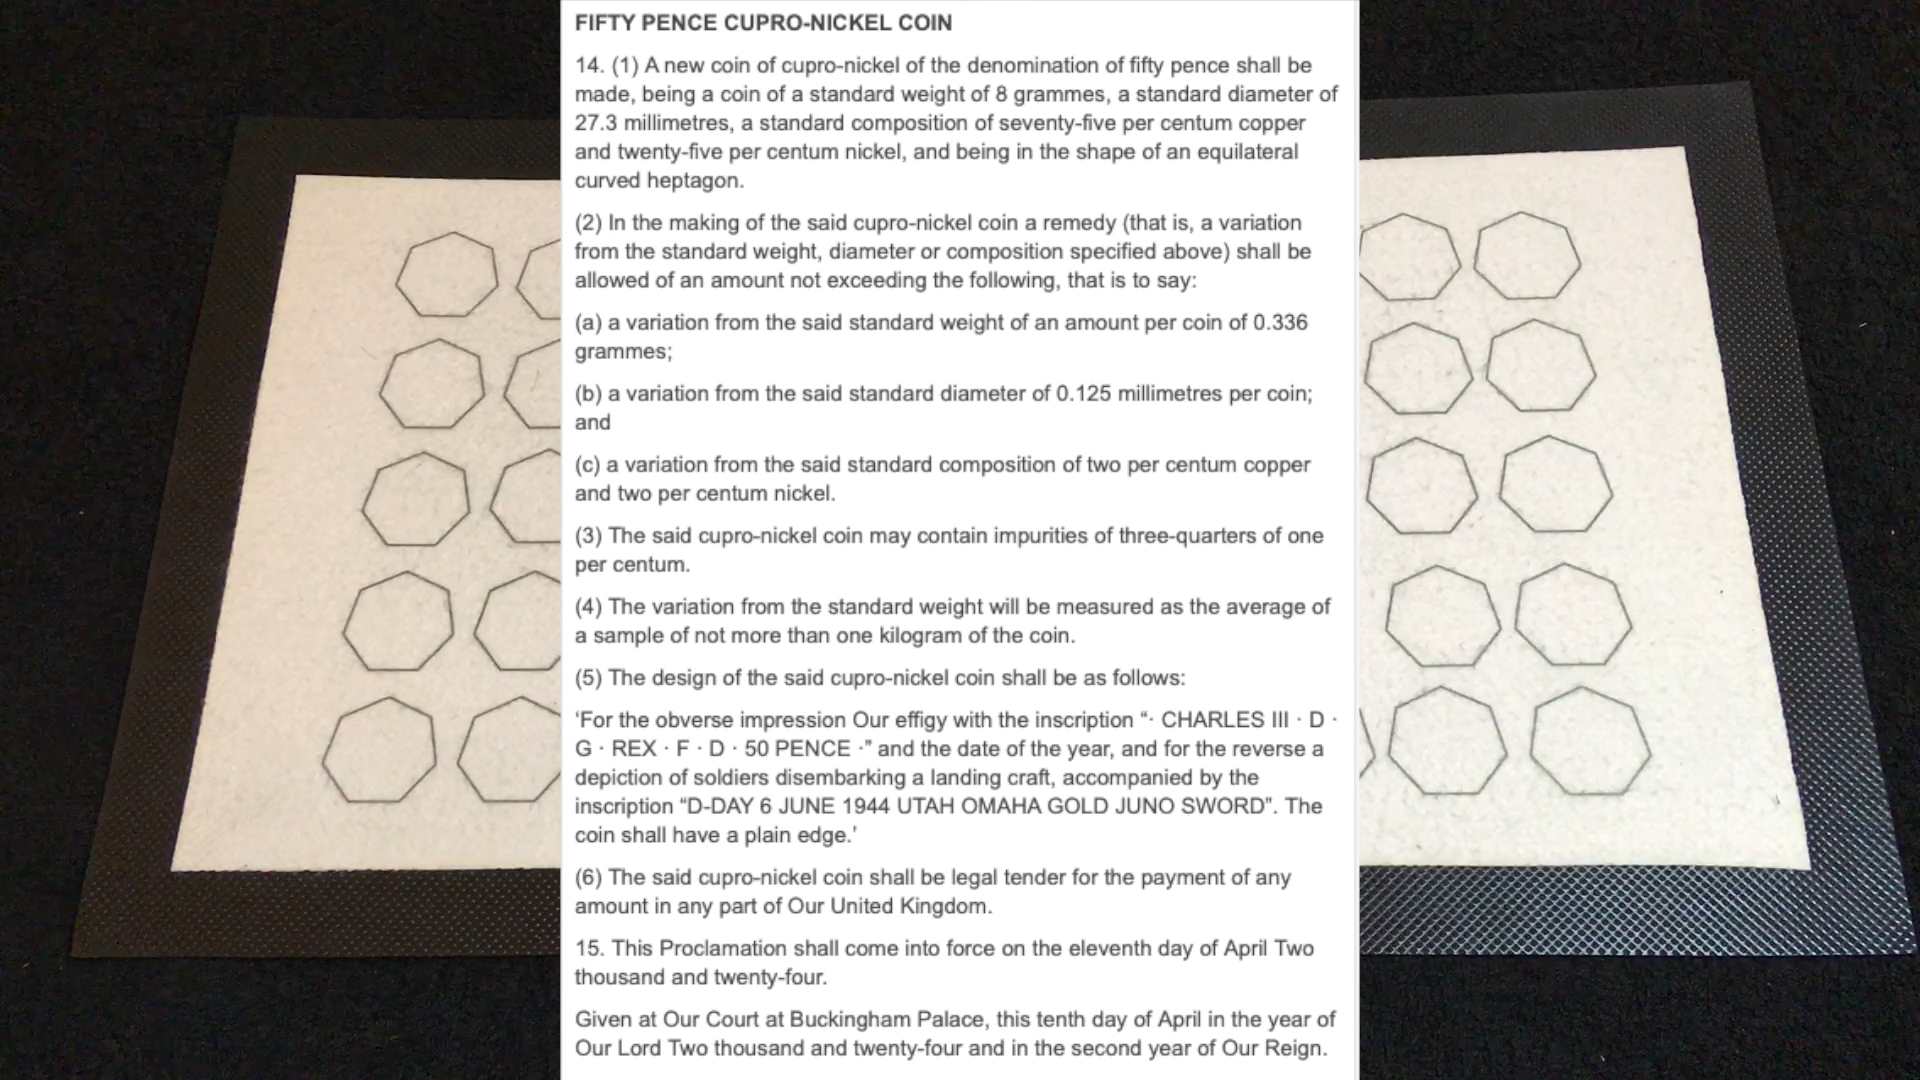 FIFTY PENCE CUPRO-NICKEL COIN
14. (1) A new coin of cupro-nickel of the denomination of fifty pence shall be
made, being a coin of a standard weight of 8 grammes, a standard diameter of
27.3 millimetres, a standard composition of seventy-five per centum copper
and twenty-five per centum nickel, and being in the shape of an equilateral
curved heptagon.
(2) In the making of the said cupro-nickel coin a remedy (that is, a variation
from the standard weight, diameter or composition specified above) shall be
allowed of an amount not exceeding the following, that is to say:
(a) a variation from the said standard weight of an amount per coin of 0.336
grammes;
(b) a variation from the said standard diameter of 0.125 millimetres per coin;
and
(c) a variation from the said standard composition of two per centum copper
and two per centum nickel.
(3) The said cupro-nickel coin may contain impurities of three-quarters of one
per centum.
(4) The variation from the standard weight will be measured as the average of
a sample of not more than one kilogram of the coin.
(5) The design of the said cupro-nickel coin shall be as follows:
‘For the obverse impression Our effigy with the inscription “· CHARLES III · D ·
G · REX · F · D · 50 PENCE ·” and the date of the year, and for the reverse a
depiction of soldiers disembarking a landing craft, accompanied by the
inscription “D-DAY 6 JUNE 1944 UTAH OMAHA GOLD JUNO SWORD”. The
coin shall have a plain edge.’
(6) The said cupro-nickel coin shall be legal tender for the payment of any
amount in any part of Our United Kingdom.
15. This Proclamation shall come into force on the eleventh day of April Two
thousand and twenty-four.
Given at Our Court at Buckingham Palace, this tenth day of April in the year of
Our Lord Two thousand and twenty-four and in the second year of Our Reign.